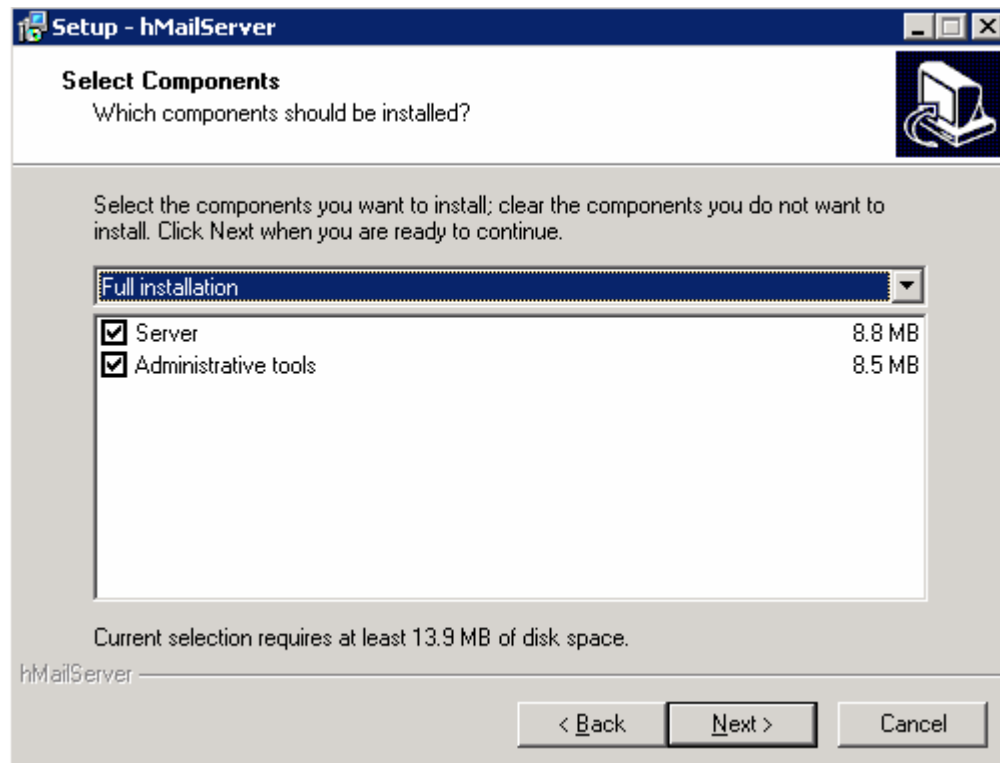 Setup - hMailServer
Select Components
Which components should be installed?
Select the components you want to install; clear the components you do not want to
install. Click Next when you are ready to continue.
Full installation
Server 8.8 MB
Administrative tools 8.5 MB
Current selection requires at least 13.9 MB of disk space.
hMailServer
< Back Next > Cancel